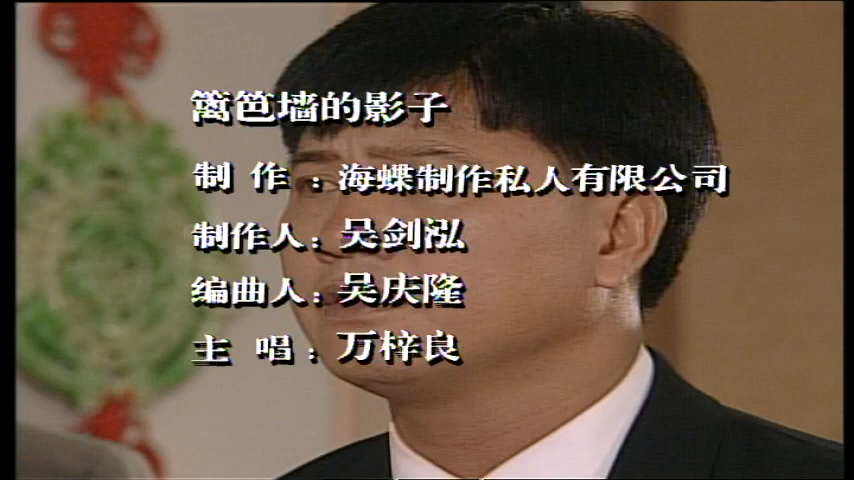 篱笆墙的影子
制 作 : 海蝶制作私人有限公司
制作人: 吴剑泓
编曲人: 吴庆隆
主 唱 : 万梓良